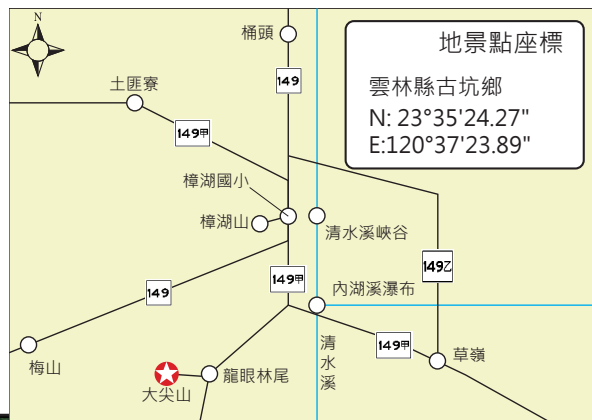 N
桶頭
地景點座標
雲林縣古坑鄉
N: 23°35'24.27"
E:120°37'23.89"
149
土匪寮
149甲
樟湖國小
樟湖山
清水溪峽谷
149乙
149甲
149
內湖溪瀑布
清水溪
149甲
草嶺
梅山
大尖山
龍眼林尾